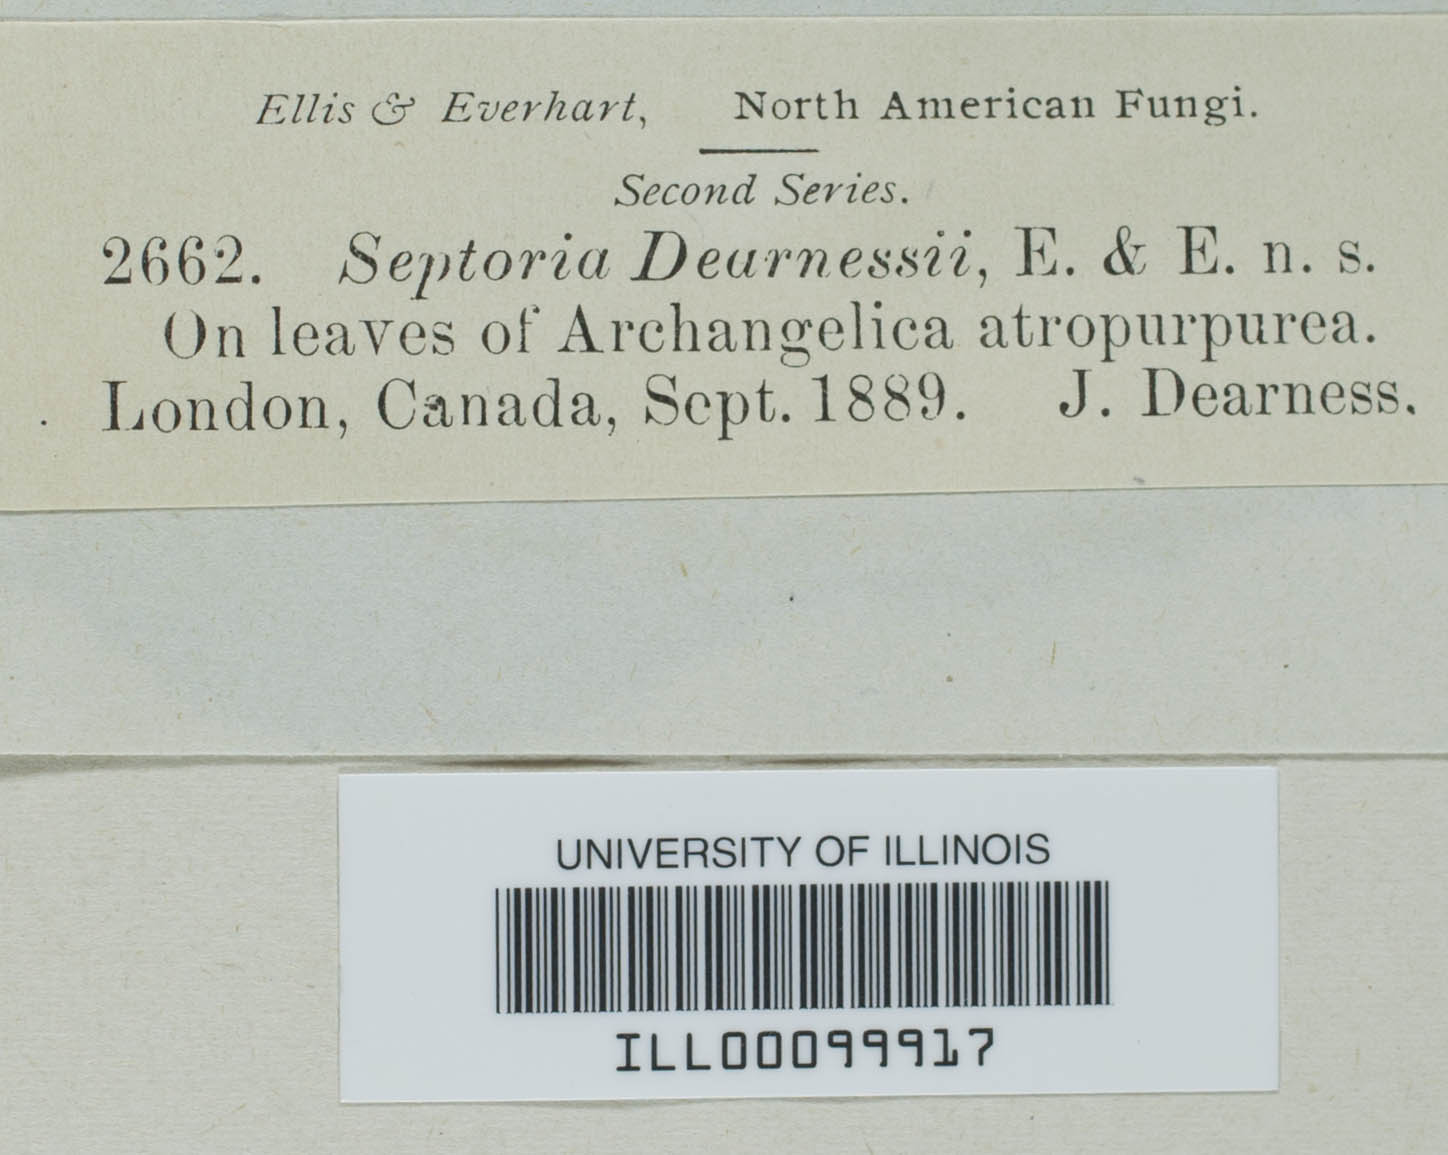 Ellis & Everhart, North American Fungi.
Second Series.
2662. Septoria Dearnessii, E. & E. n. s.
On leaves of Archangelica atropurpurea.
London, Canada, Sept. 1889. J. Dearness.
UNIVERSITY OF ILLINOIS
ILL00099917